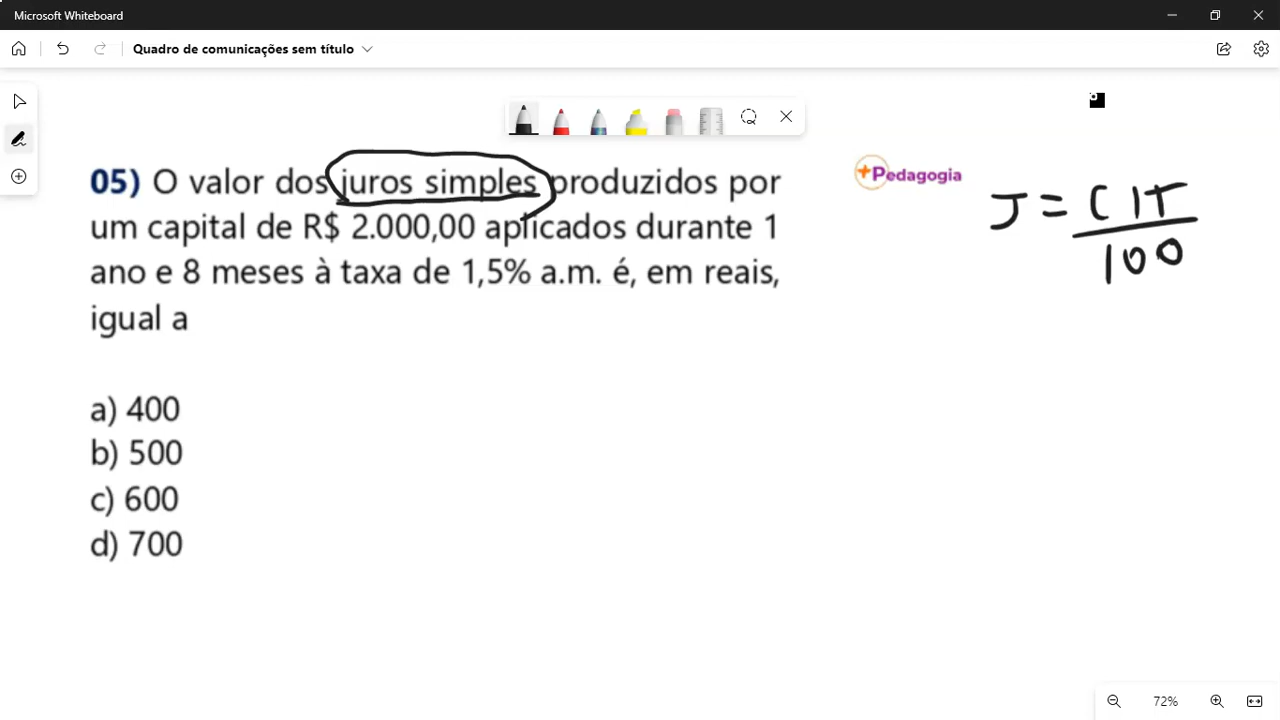 Microsoft Whiteboard
Quadro de comunicações sem título
05) O valor dos juros simples produzidos por
um capital de R$ 2.000,00 aplicados durante 1
ano e 8 meses à taxa de 1,5% a.m. é, em reais,
igual a
a) 400
b) 500
c) 600
d) 700
+Pedagogia
J = C I T
100
72%